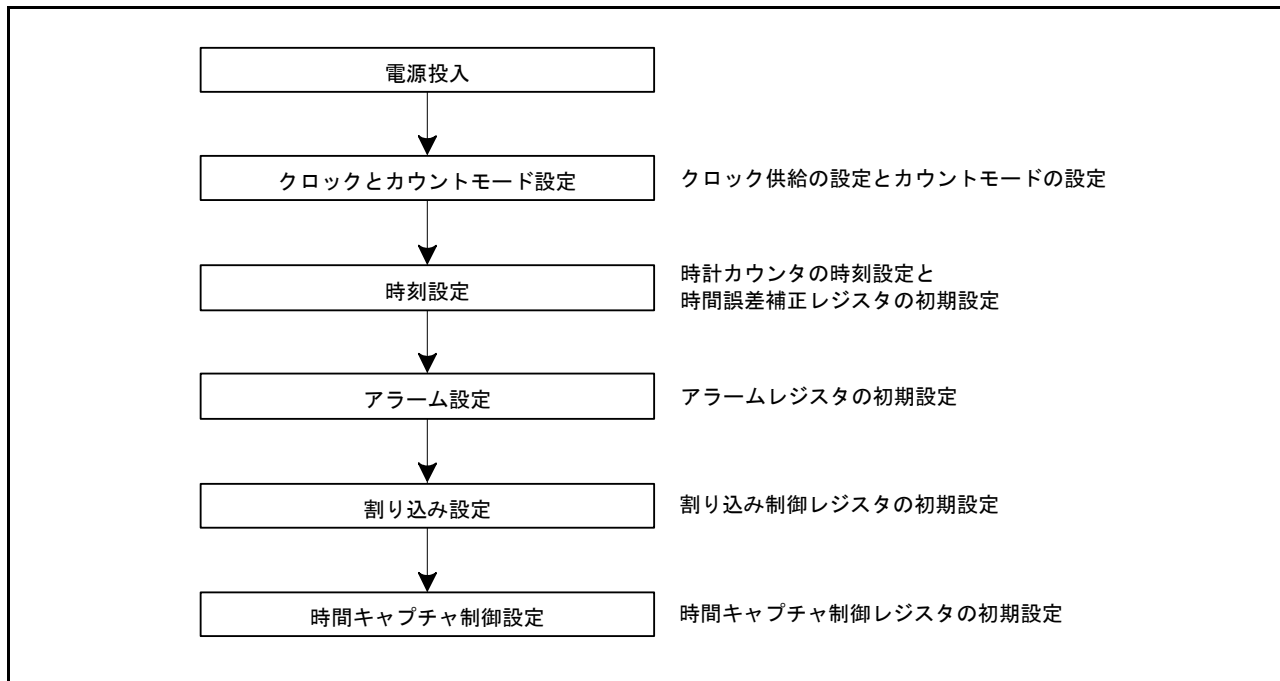 電源投入
クロックとカウントモード設定
クロック供給の設定とカウントモードの設定
時刻設定
時計カウンタの時刻設定と
時間誤差補正レジスタの初期設定
アラーム設定
アラームレジスタの初期設定
割り込み設定
割り込み制御レジスタの初期設定
時間キャプチャ制御設定
時間キャプチャ制御レジスタの初期設定